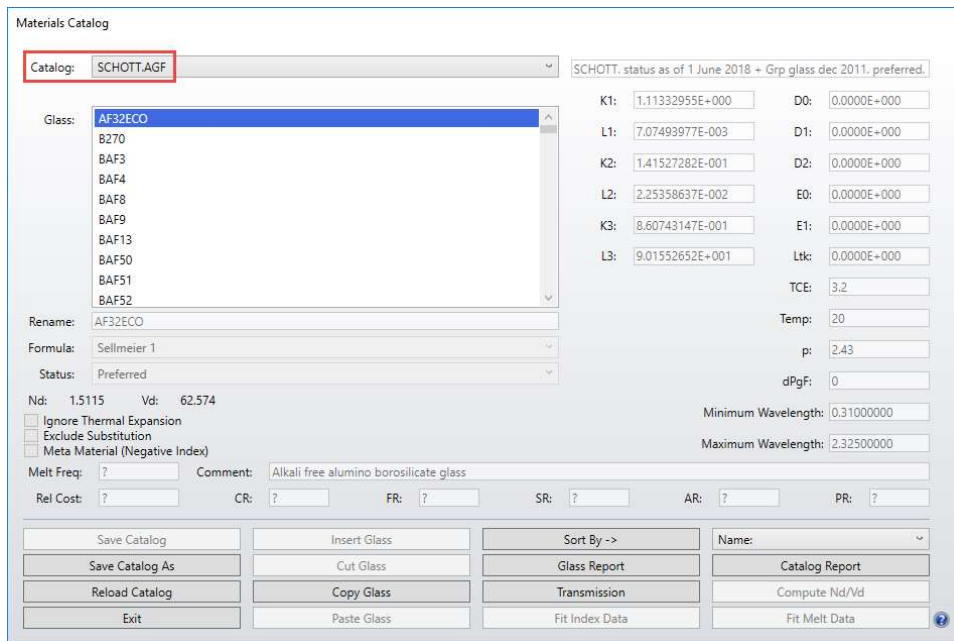 Materials Catalog
Catalog: SCHOTT.AGF SCHOTT. status as of 1 June 2018 + Grp glass dec 2011. preferred.
Glass: AF32ECO
B270
BAF3
BAF4
BAF8
BAF9
BAF13
BAF50
BAF51
BAF52
K1: 1.11332955E+000 D0: 0.0000E+000
L1: 7.07493977E-003 D1: 0.0000E+000
K2: 1.41527282E-001 D2: 0.0000E+000
L2: 2.25358637E-002 E0: 0.0000E+000
K3: 8.60743147E-001 E1: 0.0000E+000
L3: 9.01552652E+001 Ltk: 0.0000E+000
TCE: 3.2
Rename: AF32ECO Temp: 20
Formula: Sellmeier 1 p: 2.43
Status: Preferred dPgF: 0
Nd: 1.5115 Vd: 62.574
Ignore Thermal Expansion Minimum Wavelength: 0.31000000
Exclude Substitution
Meta Material (Negative Index) Maximum Wavelength: 2.32500000
Melt Freq: ? Comment: Alkali free alumino borosilicate glass
Rel Cost: ? CR: ? FR: ? SR: ? AR: ? PR: ?
Save Catalog Insert Glass Sort By -> Name:
Save Catalog As Cut Glass Glass Report Catalog Report
Reload Catalog Copy Glass Transmission Compute Nd/Vd
Exit Paste Glass Fit Index Data Fit Melt Data ?